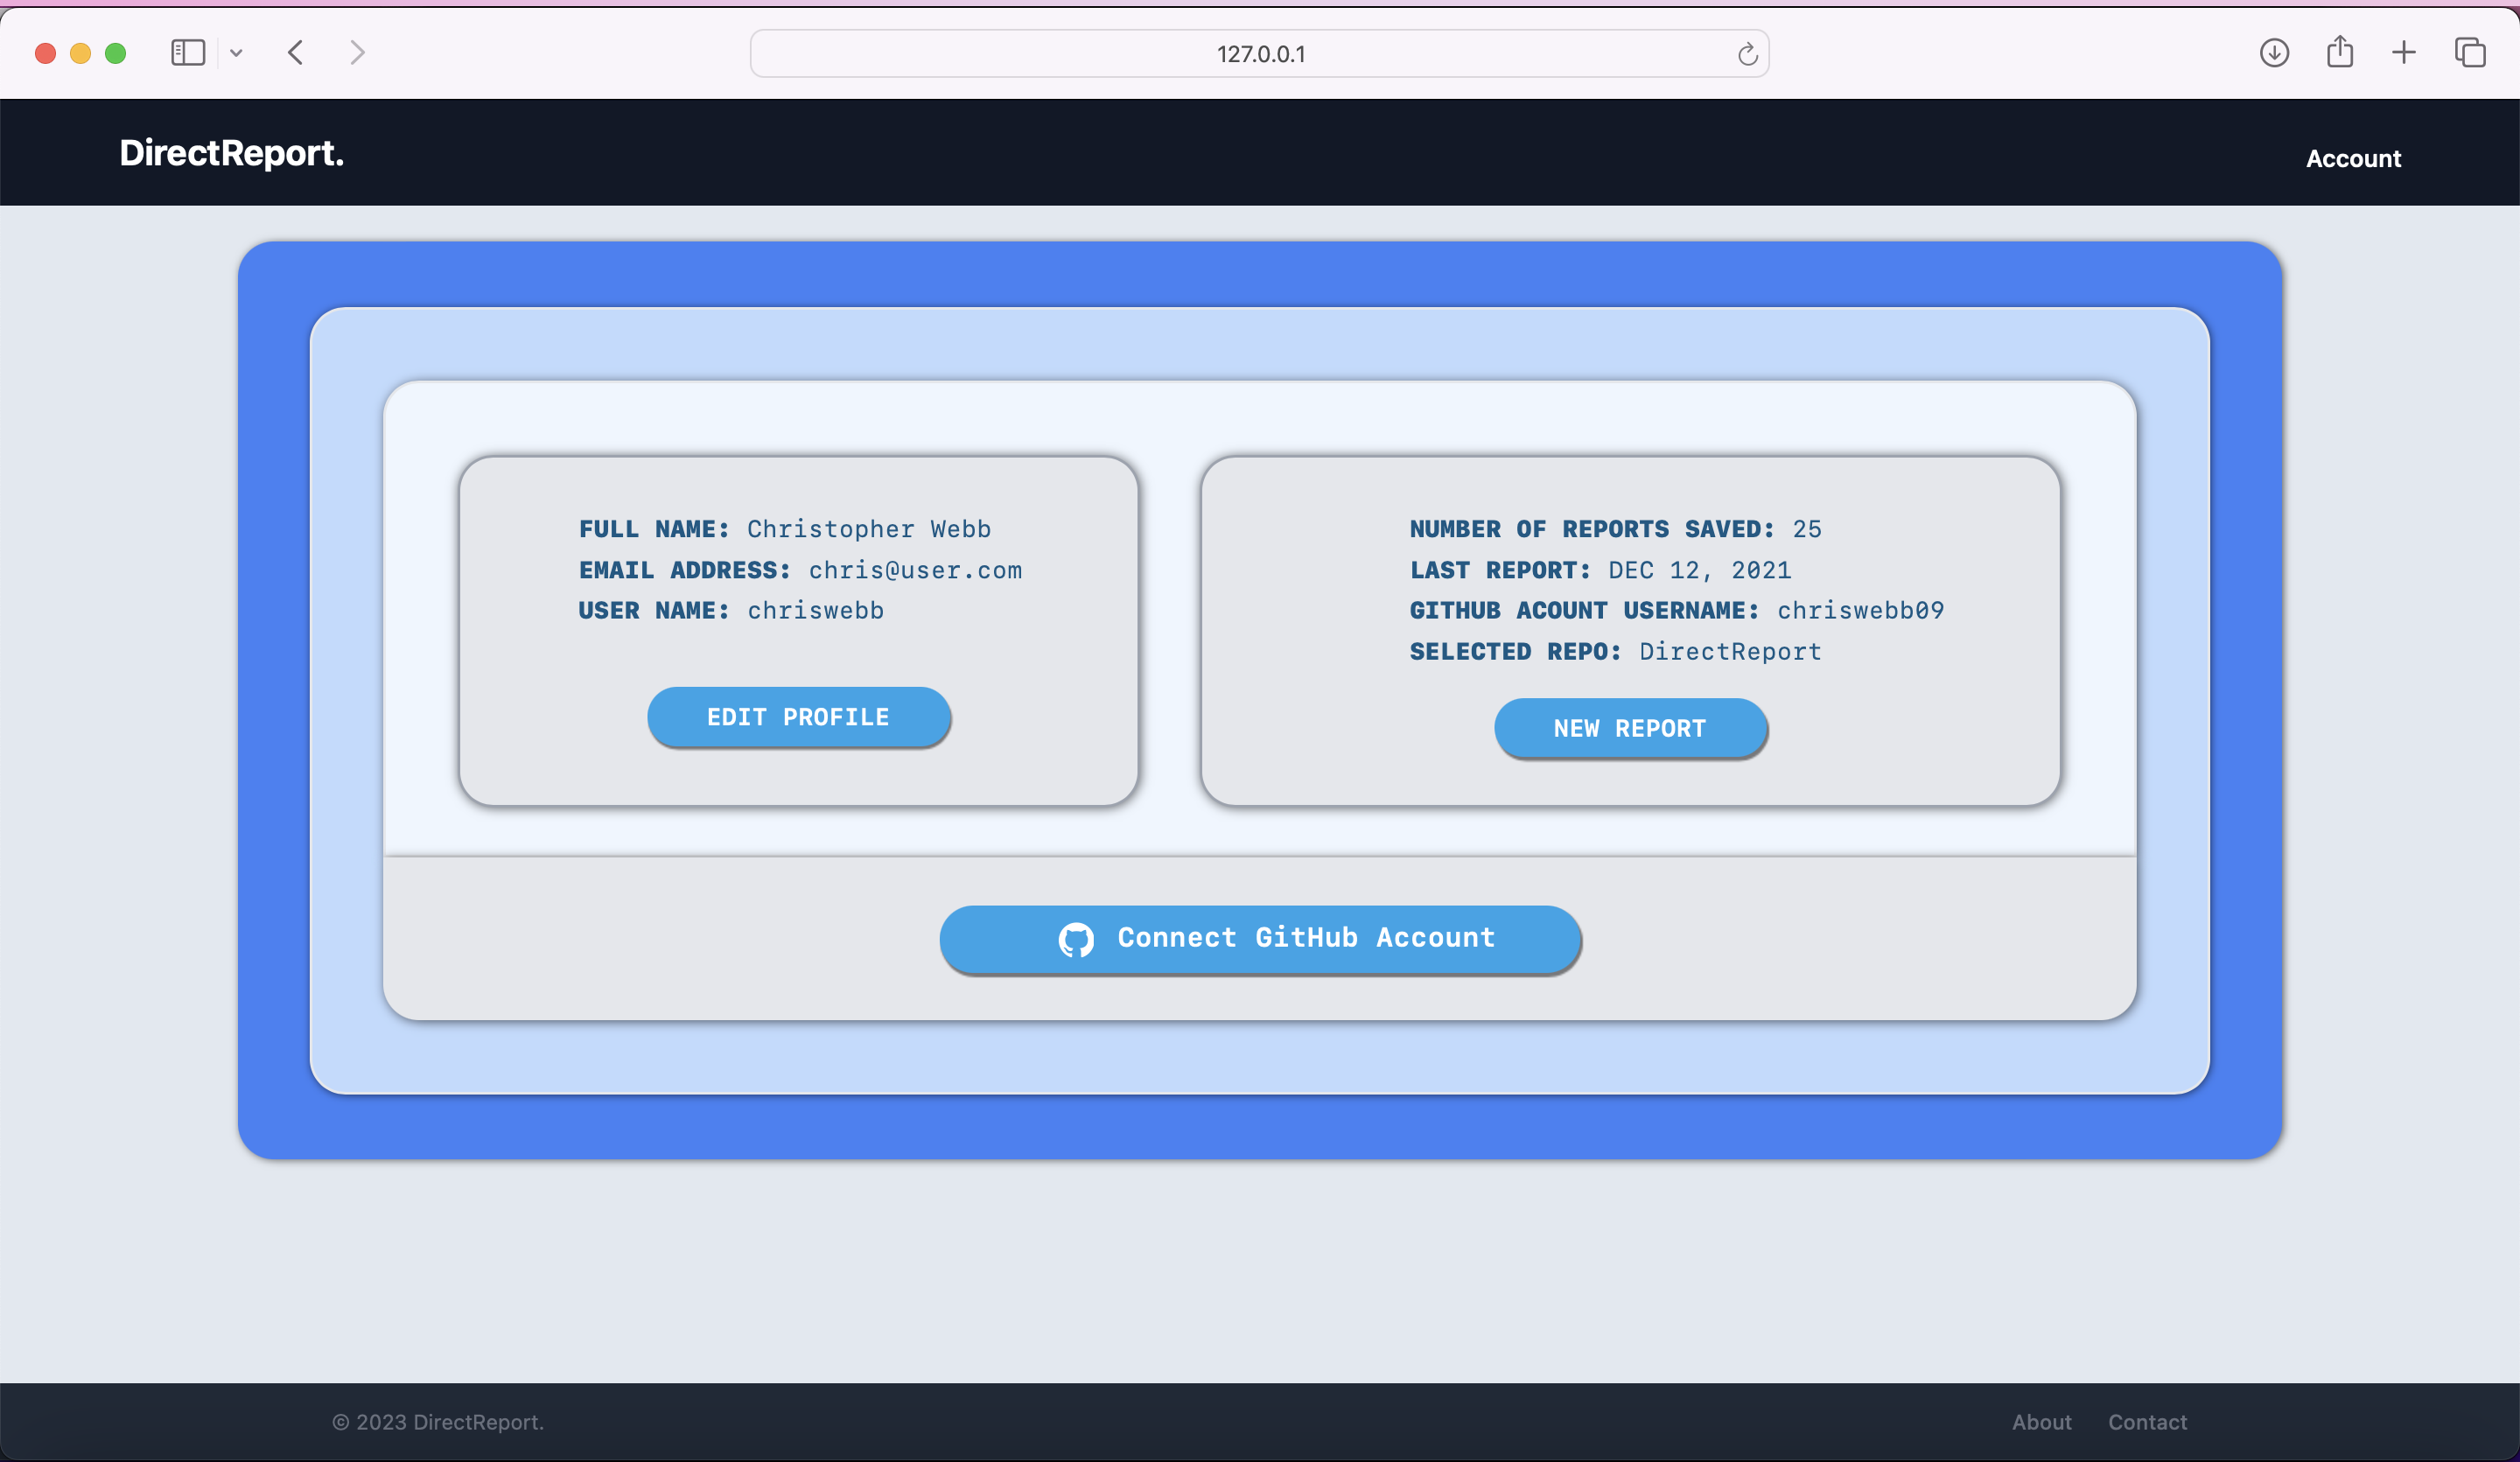 127.0.0.1
DirectReport.
Account
FULL NAME: Christopher Webb
EMAIL ADDRESS: chris@user.com
USER NAME: chriswebb
EDIT PROFILE
NUMBER OF REPORTS SAVED: 25
LAST REPORT: DEC 12, 2021
GITHUB ACOUNT USERNAME: chriswebb09
SELECTED REPO: DirectReport
NEW REPORT
Connect GitHub Account
© 2023 DirectReport.
About
Contact